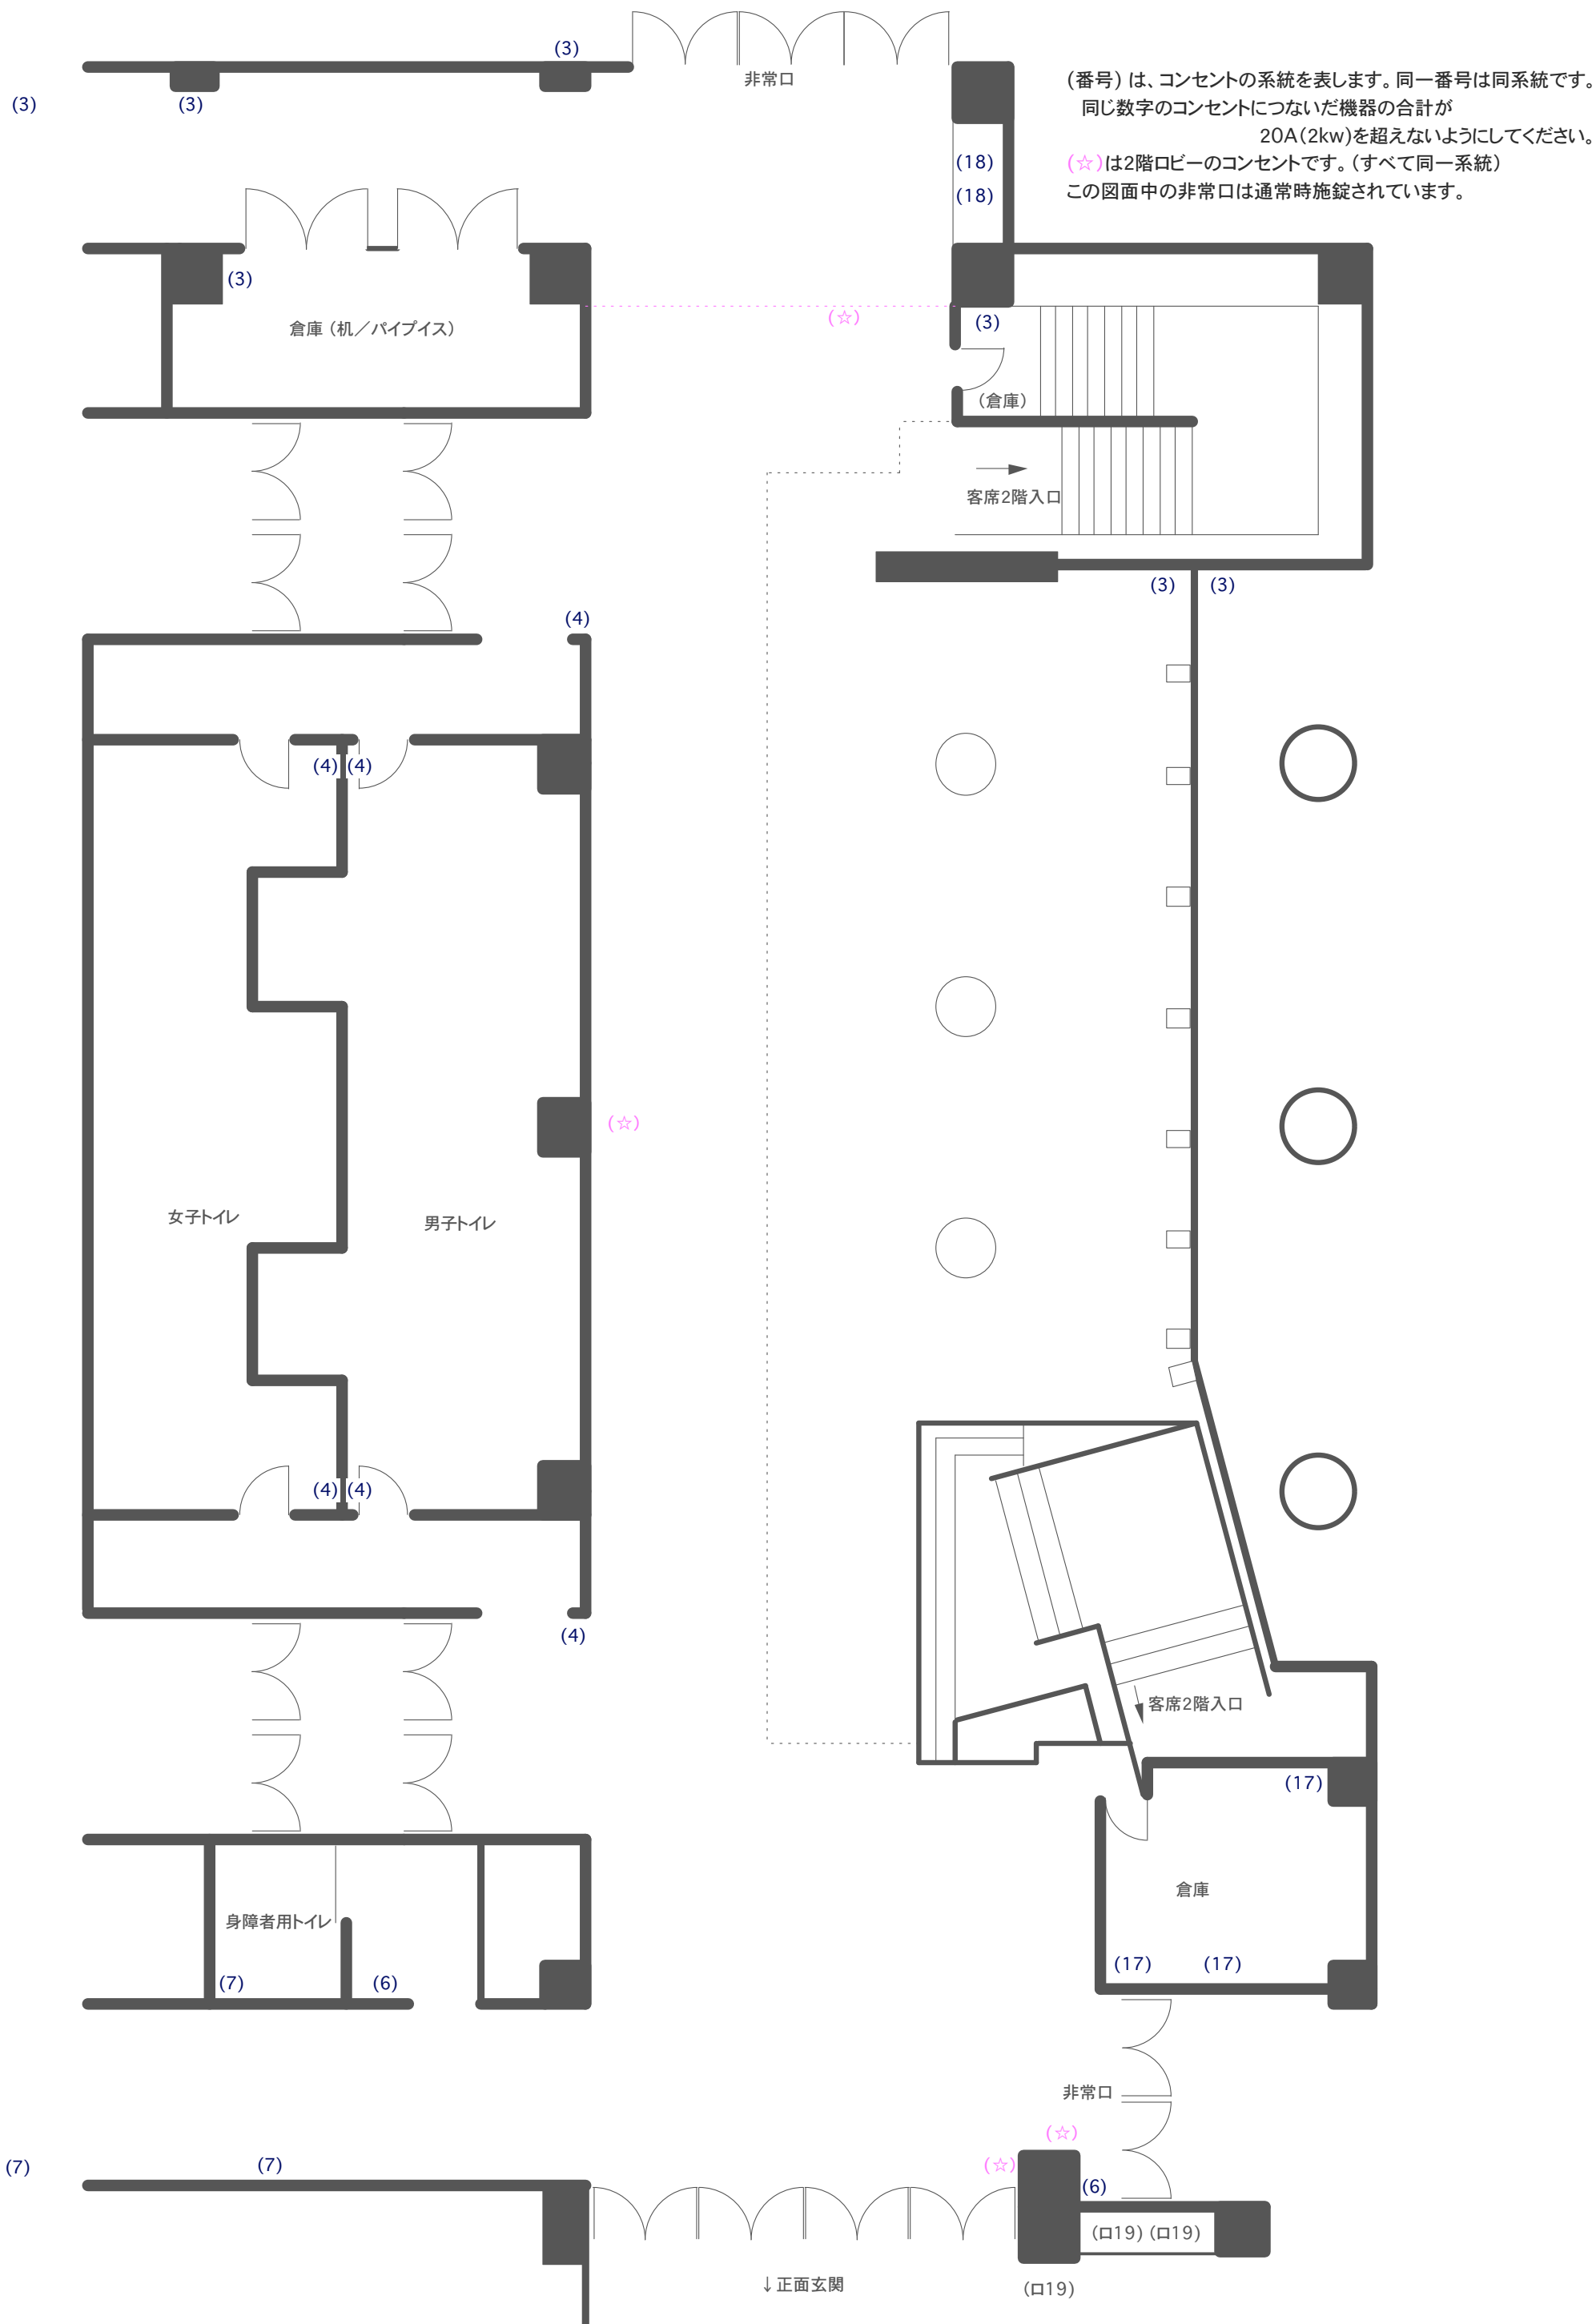 (3)
非常口
(番号) は、コンセントの系統を表します。同一番号は同系統です。
同じ数字のコンセントにつないだ機器の合計が
20A(2kw)を超えないようにしてください。
(☆)は2階ロビーのコンセントです。(すべて同一系統)
この図面中の非常口は通常時施錠されています。
(3)
(3)
(18)
(18)
(3)
倉庫 (机／パイプイス)
(☆)
(3)
(倉庫)
客席2階入口
(3)
(3)
(4)
(4)
(4)
(☆)
女子トイレ
男子トイレ
(4)
(4)
(4)
客席2階入口
(17)
倉庫
身障者用トイレ
(7)
(6)
(17)
(17)
非常口
(☆)
(☆)
(7)
(7)
(6)
(ロ19) (ロ19)
↓正面玄関
(ロ19)